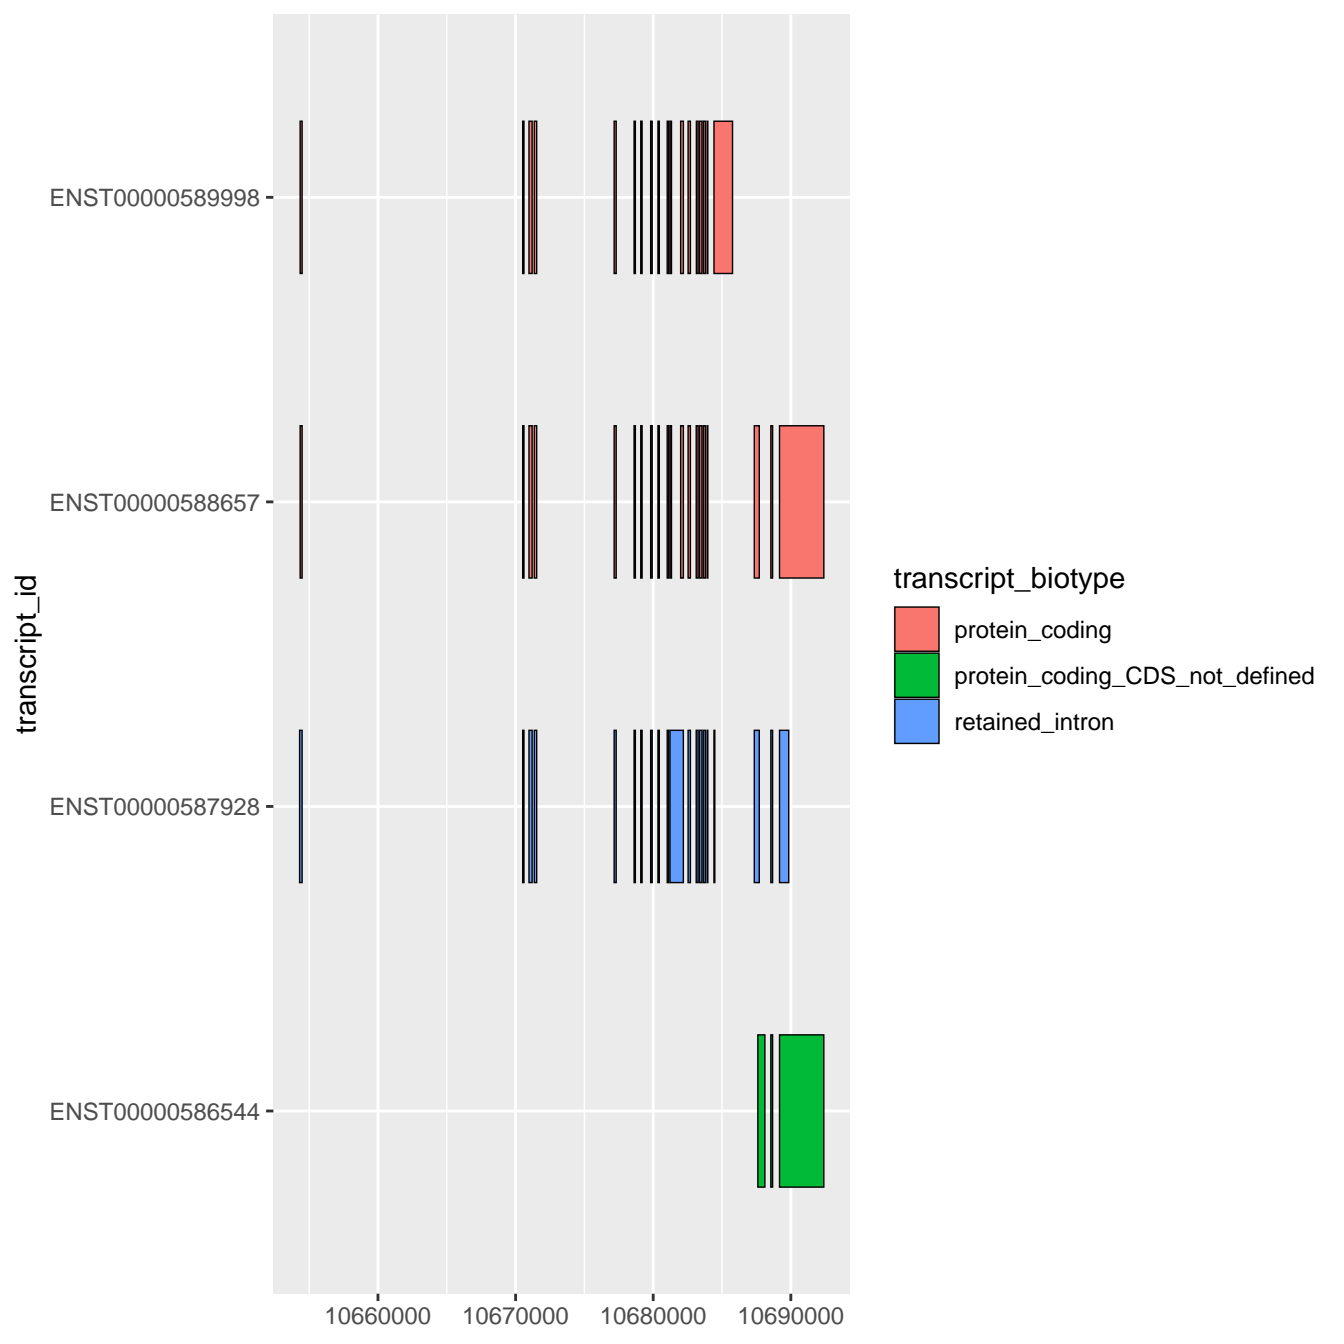 transcript_id
ENST00000589998
ENST00000588657
ENST00000587928
ENST00000586544
10660000
10670000
10680000
10690000
transcript_biotype
protein_coding
protein_coding_CDS_not_defined
retained_intron